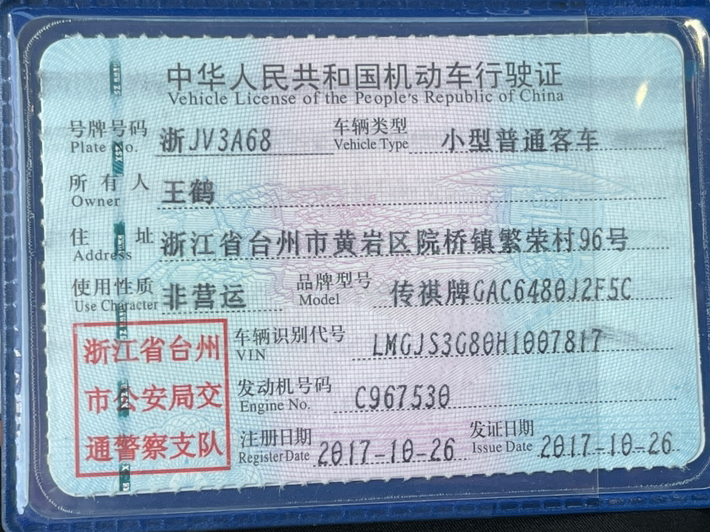 中华人民共和国机动车行驶证
Vehicle License of the People's Republic of China
号牌号码 浙JV3A68 车辆类型 小型普通客车
Plate No. Vehicle Type
所有人 王鹤
Owner
住址 浙江省台州市黄岩区院桥镇繁荣村96号
Address
使用性质 非营运 品牌型号 传祺牌GAC6480J2F5C
Use Character Model
浙江省台州 车辆识别代号 LMGJS3G80H1007817
VIN
市公安局交 发动机号码 C967530
Engine No.
通警察支队 注册日期 2017-10-26 发证日期 2017-10-26
Register Date Issue Date